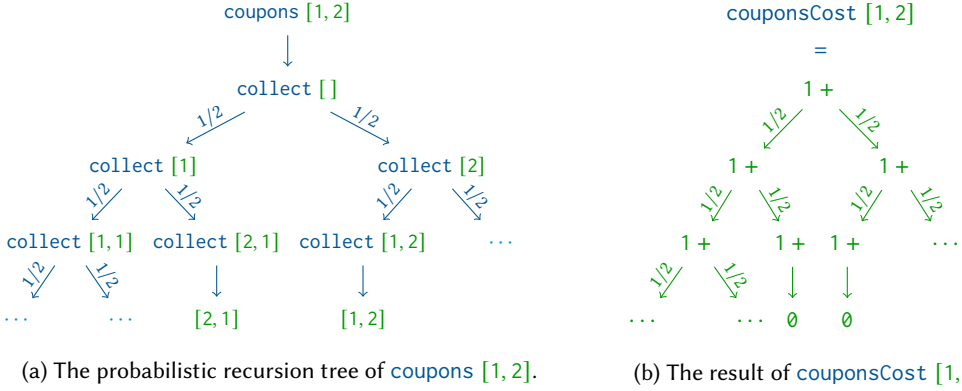 coupons [1, 2]
couponsCost [1, 2]
=
collect [ ]
1 +
1/2 1/2
1/2 1/2
collect [1] collect [2]
1 + 1 +
1/2 1/2 1/2 1/2
1/2 1/2 1/2 1/2
collect [1, 1] collect [2, 1] collect [1, 2] ···
1 + 1 + 1 + ···
1/2 1/2
1/2 1/2
··· ··· [2, 1] [1, 2]
··· ··· 0 0
(a) The probabilistic recursion tree of coupons [1, 2].
(b) The result of couponsCost [1,